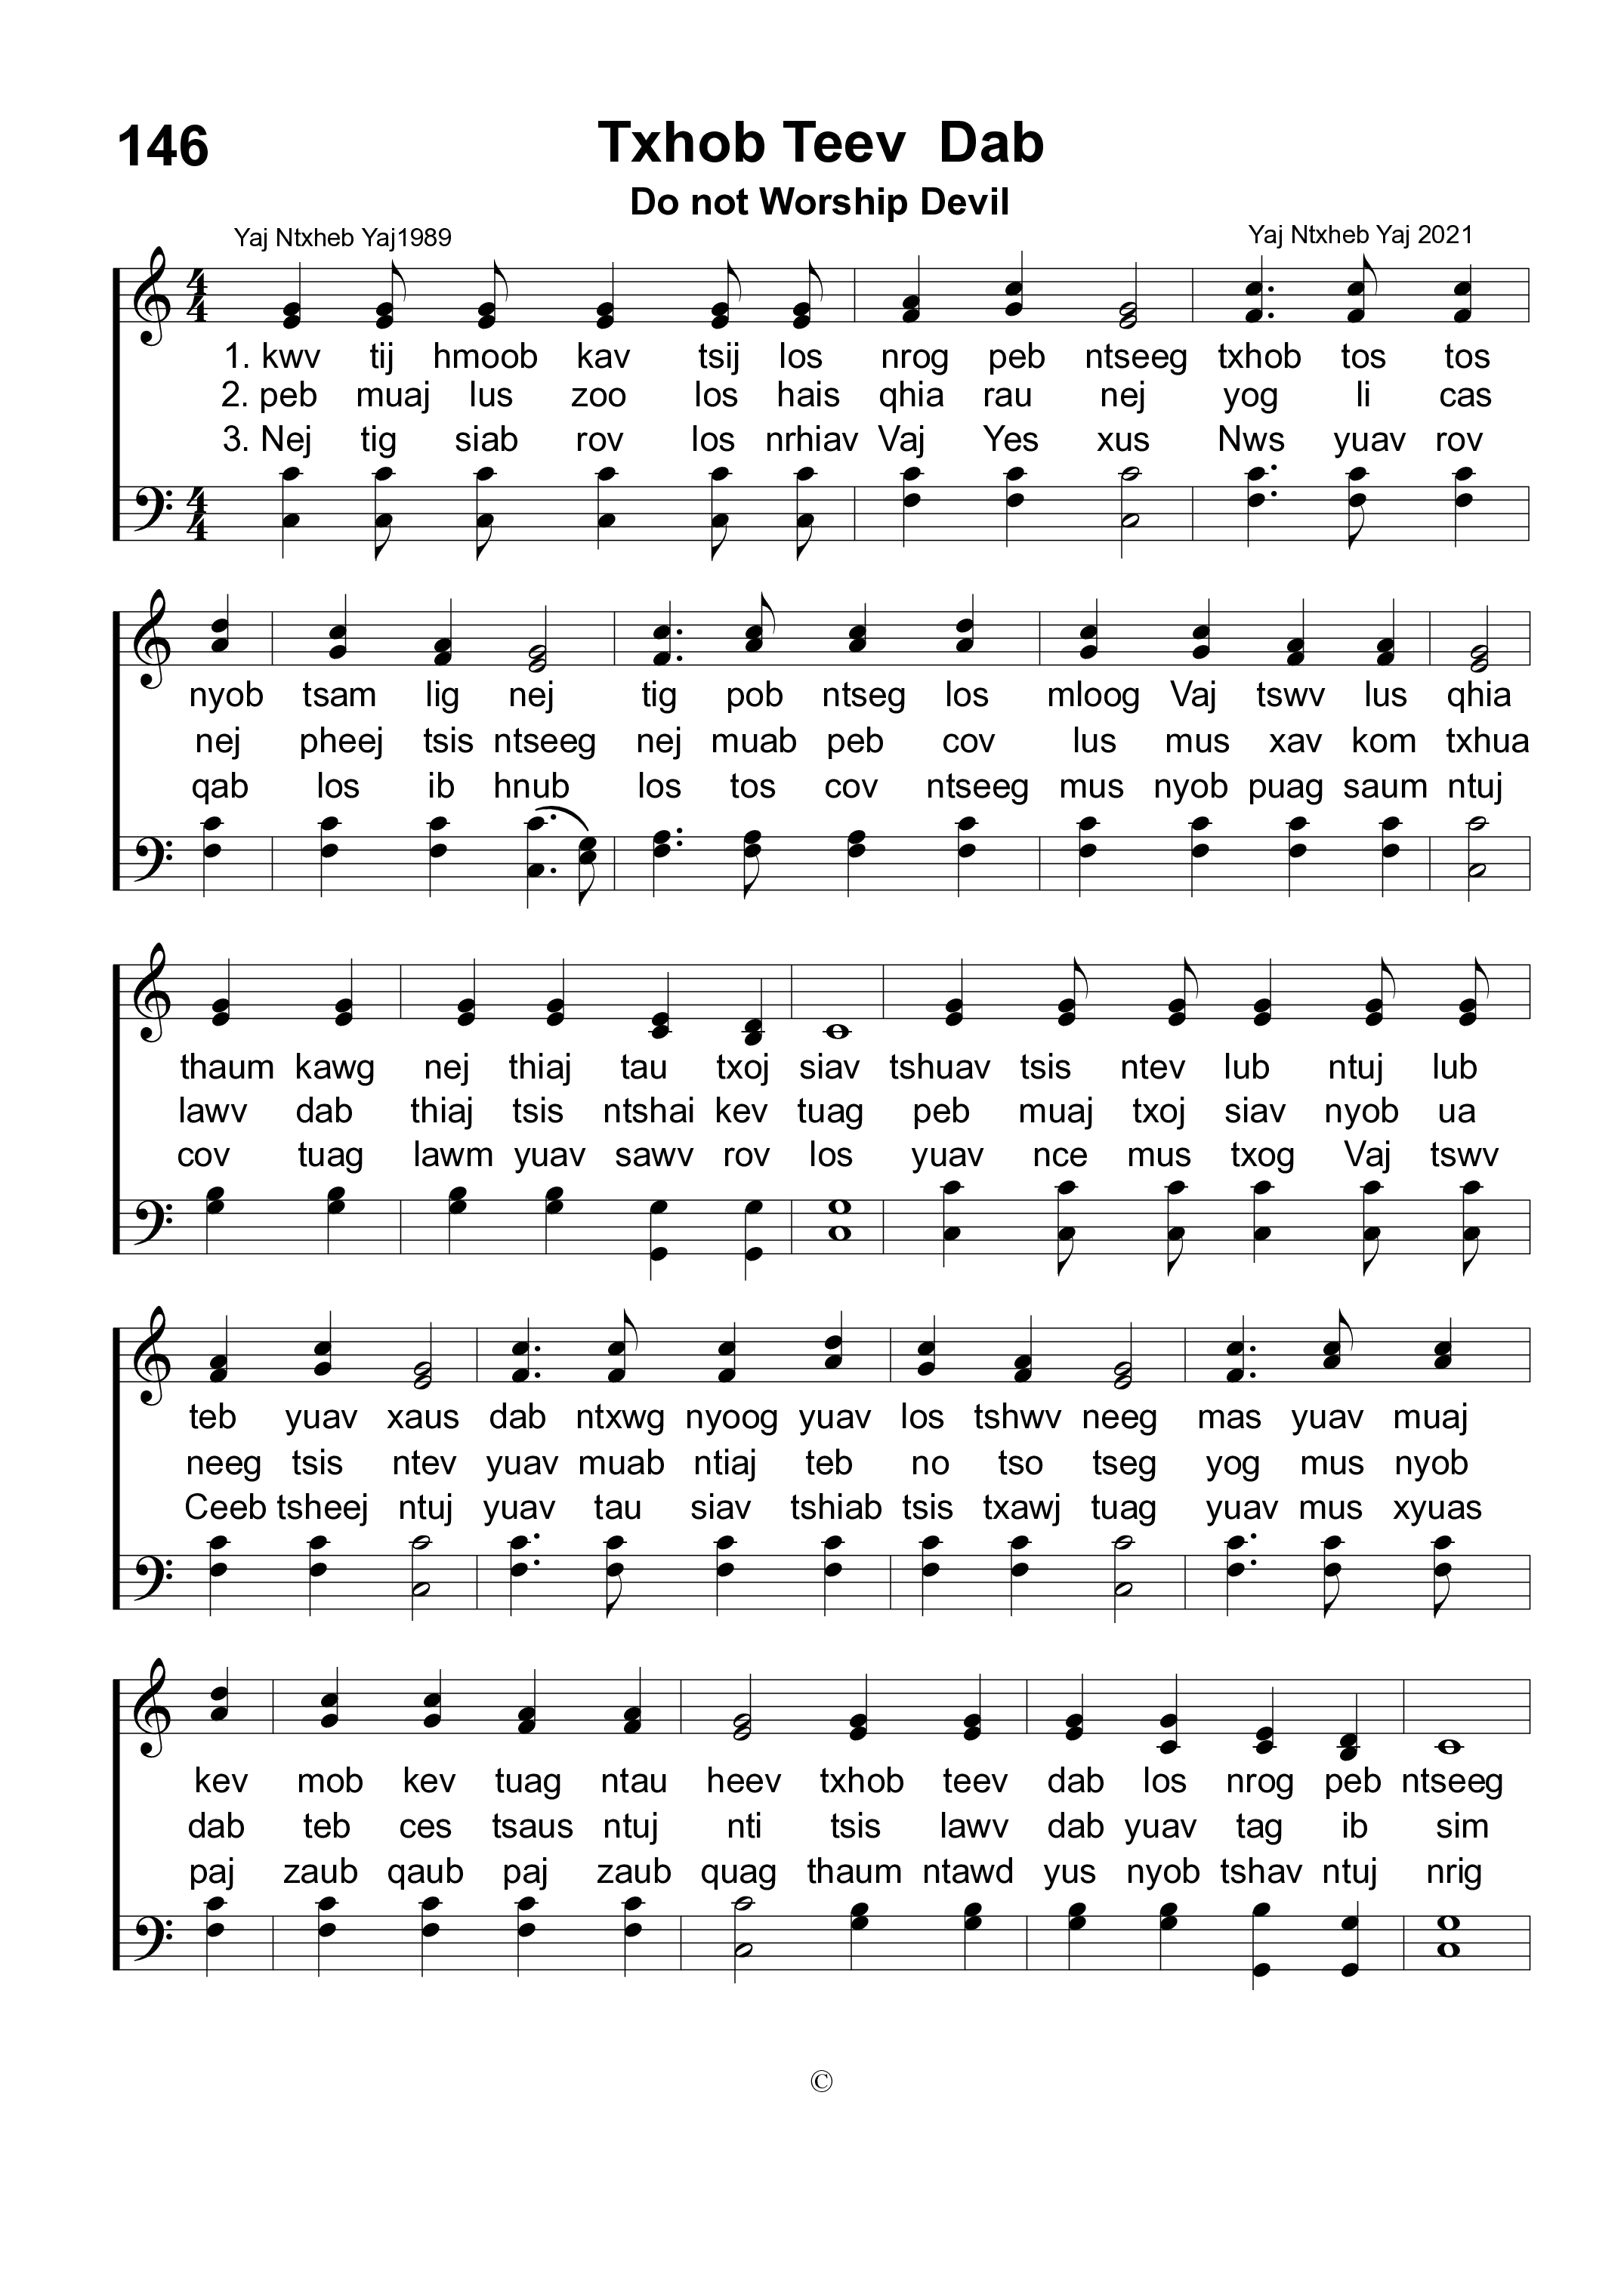 146
Txhob Teev Dab
Do not Worship Devil
Yaj Ntxheb Yaj1989
Yaj Ntxheb Yaj 2021
1. kwv tij hmoob kav tsij los nrog peb ntseeg txhob tos tos
2. peb muaj lus zoo los hais qhia rau nej yog li cas
3. Nej tig siab rov los nrhiav Vaj Yes xus Nws yuav rov
nyob tsam lig nej tig pob ntseg los mloog Vaj tswv lus qhia
nej pheej tsis ntseeg nej muab peb cov lus mus xav kom txhua
qab los ib hnub los tos cov ntseeg mus nyob puag saum ntuj
thaum kawg nej thiaj tau txoj siav tshuav tsis ntev lub ntuj lub
lawv dab thiaj tsis ntshai kev tuag peb muaj txoj siav nyob ua
cov tuag lawm yuav sawv rov los yuav nce mus txog Vaj tswv
teb yuav xaus dab ntxwg nyoog yuav los tshwv neeg mas yuav muaj
neeg tsis ntev yuav muab ntiaj teb no tso tseg yog mus nyob
Ceeb tsheej ntuj yuav tau siav tshiab tsis txawj tuag yuav mus xyuas
kev mob kev tuag ntau heev txhob teev dab los nrog peb ntseeg
dab teb ces tsaus ntuj nti tsis lawv dab yuav tag ib sim
paj zaub qaub paj zaub quag thaum ntawd yus nyob tshav ntuj nrig
©